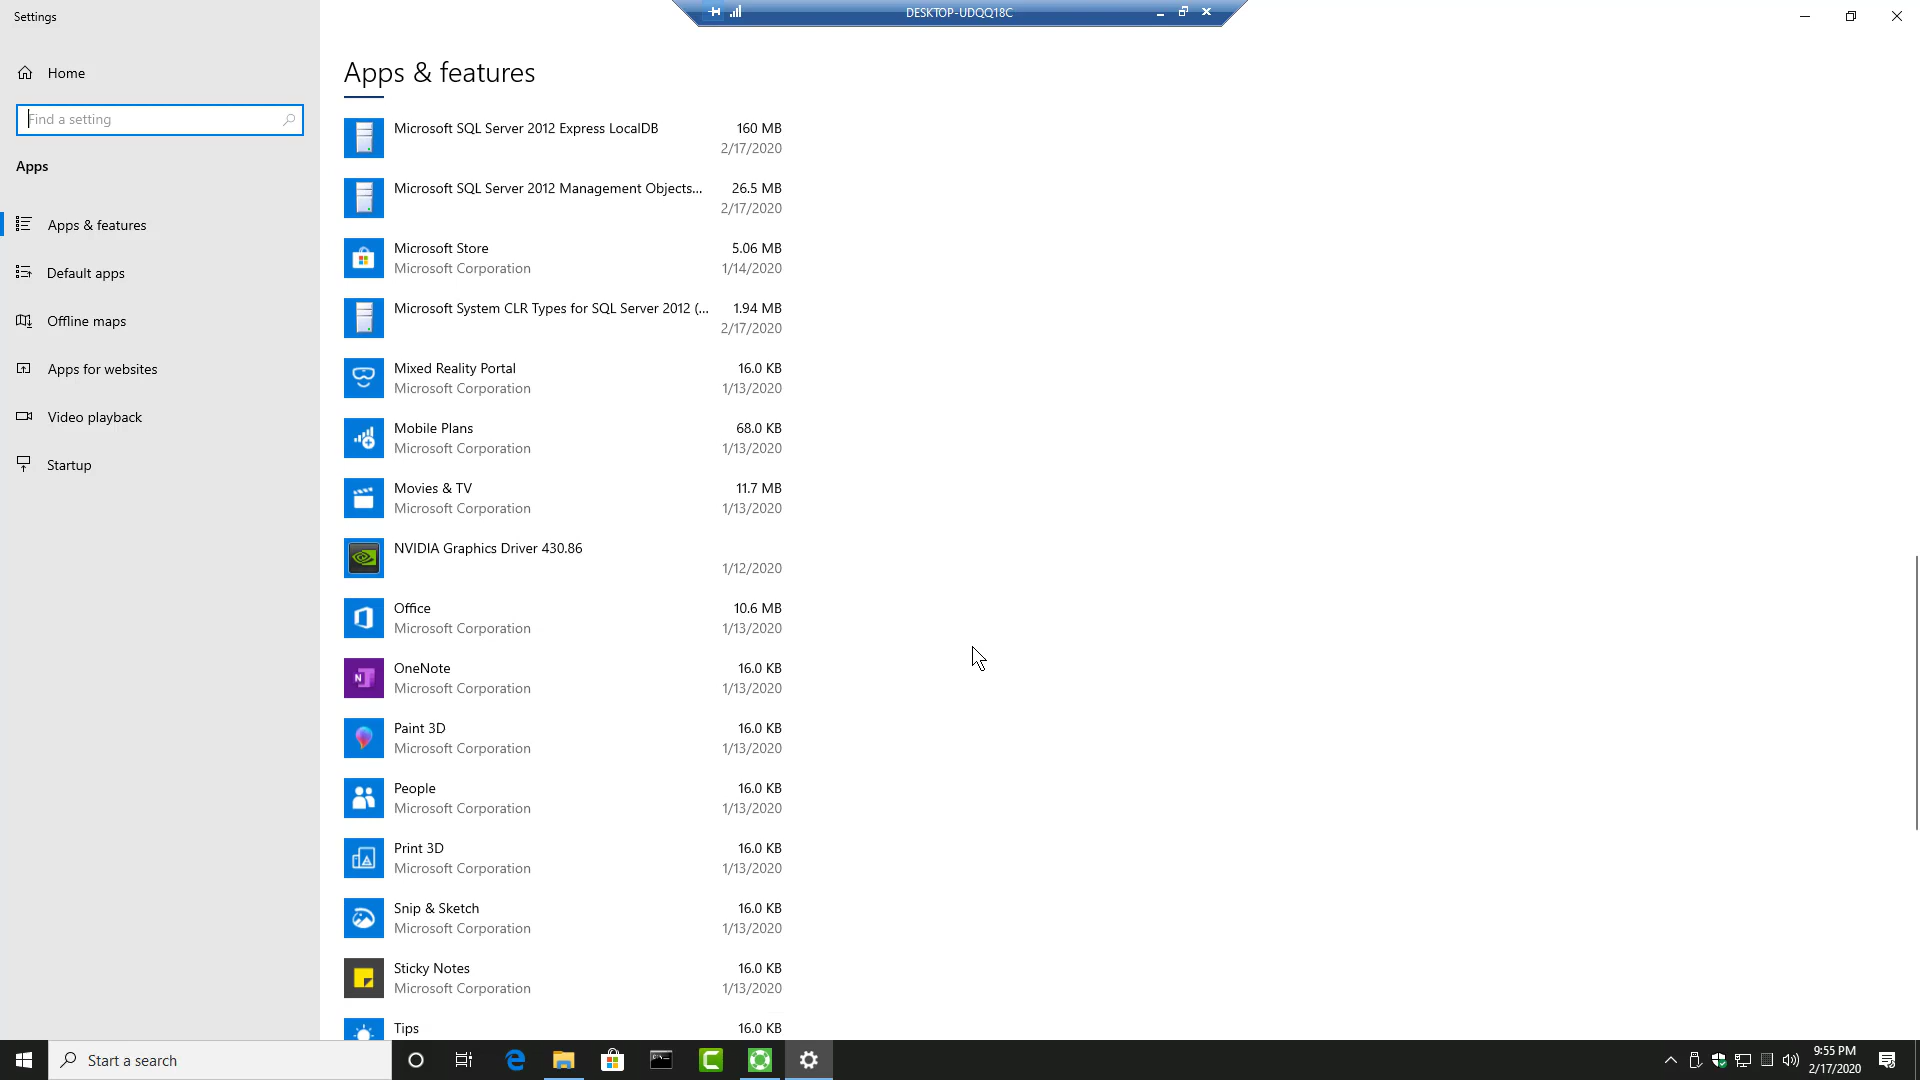 Settings
DESKTOP-UDQQ18C
Home
Find a setting
Apps
Apps & features
Default apps
Offline maps
Apps for websites
Video playback
Startup
Apps & features
Microsoft SQL Server 2012 Express LocalDB 160 MB
2/17/2020
Microsoft SQL Server 2012 Management Objects... 26.5 MB
2/17/2020
Microsoft Store 5.06 MB
Microsoft Corporation 1/14/2020
Microsoft System CLR Types for SQL Server 2012 (... 1.94 MB
2/17/2020
Mixed Reality Portal 16.0 KB
Microsoft Corporation 1/13/2020
Mobile Plans 68.0 KB
Microsoft Corporation 1/13/2020
Movies & TV 11.7 MB
Microsoft Corporation 1/13/2020
NVIDIA Graphics Driver 430.86
1/12/2020
Office 10.6 MB
Microsoft Corporation 1/13/2020
OneNote 16.0 KB
Microsoft Corporation 1/13/2020
Paint 3D 16.0 KB
Microsoft Corporation 1/13/2020
People 16.0 KB
Microsoft Corporation 1/13/2020
Print 3D 16.0 KB
Microsoft Corporation 1/13/2020
Snip & Sketch 16.0 KB
Microsoft Corporation 1/13/2020
Sticky Notes 16.0 KB
Microsoft Corporation 1/13/2020
Tips 16.0 KB
Start a search
9:55 PM
2/17/2020